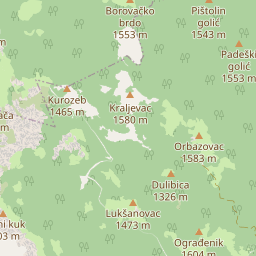 Borovačko
brdo
1553 m
Pištolin
golić
1543 m
Padeški
golić
1553 m
Kurozeb
1465 m
Kraljevac
1580 m
Orbazovac
1583 m
Dulibica
1326 m
Lukšanovac
1473 m
kuk
Ograđenik
1604 m